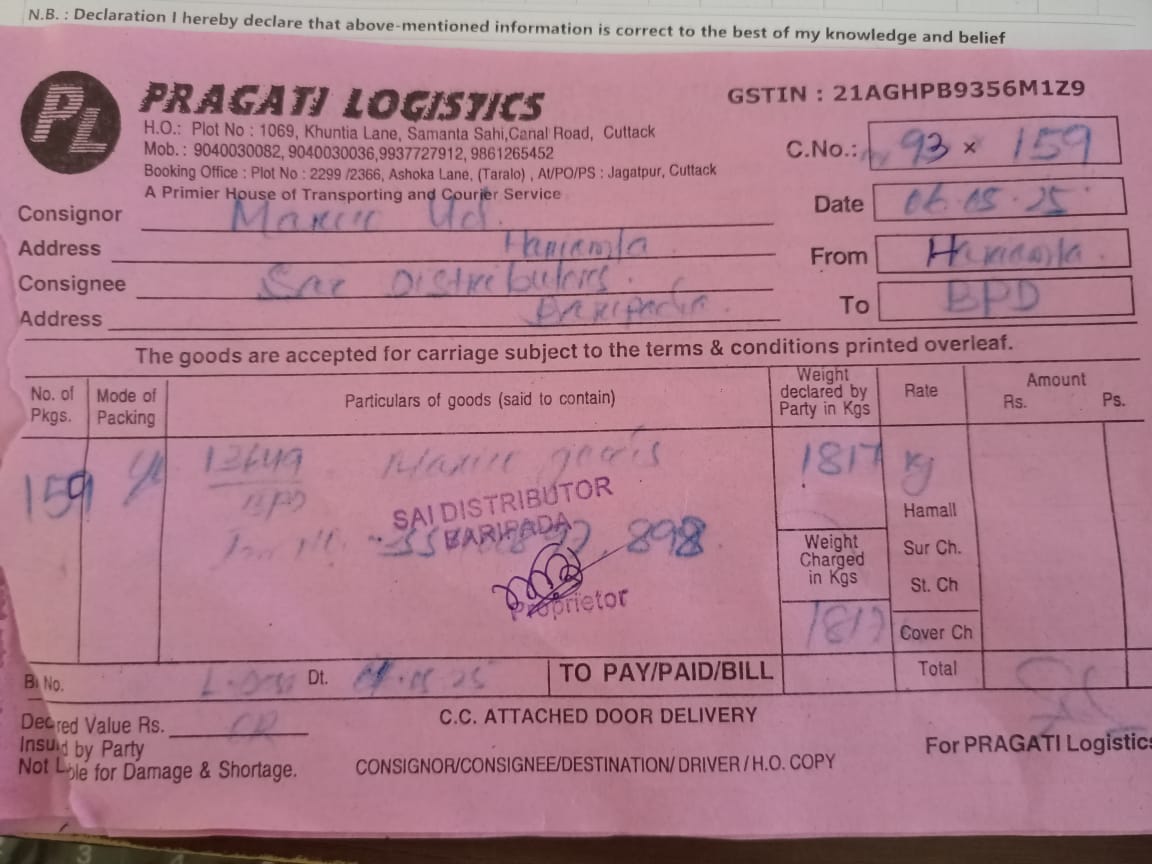 N.B. : Declaration I hereby declare that above-mentioned information is correct to the best of my knowledge and belief
PL
PRAGATI LOGISTICS
GSTIN : 21AGHPB9356M1Z9
H.O.: Plot No : 1069, Khuntia Lane, Samanta Sahi,Canal Road, Cuttack
Mob. : 9040030082, 9040030036,9937727912, 9861265452
Booking Office : Plot No : 2299 /2366, Ashoka Lane, (Taralo) , At/PO/PS : Jagatpur, Cuttack
A Primier House of Transporting and Courier Service
C.No.: 93 × 159
Date 06.05.25
Consignor
Address
From
Consignee Distributors.
Address Baripada.
To BPD
The goods are accepted for carriage subject to the terms & conditions printed overleaf.
No. of Pkgs.
Mode of Packing
Particulars of goods (said to contain)
Weight declared by Party in Kgs
Rate
Amount
Rs. Ps.
159
goods
1817 Kg
BPD
SAI DISTRIBUTOR
BARIPADA
898
Proprietor
Hamall
Weight Charged in Kgs
Sur Ch.
St. Ch
1817
Cover Ch
No. Dt. 05.25
TO PAY/PAID/BILL
Total
Value Rs.
C.C. ATTACHED DOOR DELIVERY
by Party
For PRAGATI Logistics
Not for Damage & Shortage.
CONSIGNOR/CONSIGNEE/DESTINATION/ DRIVER / H.O. COPY